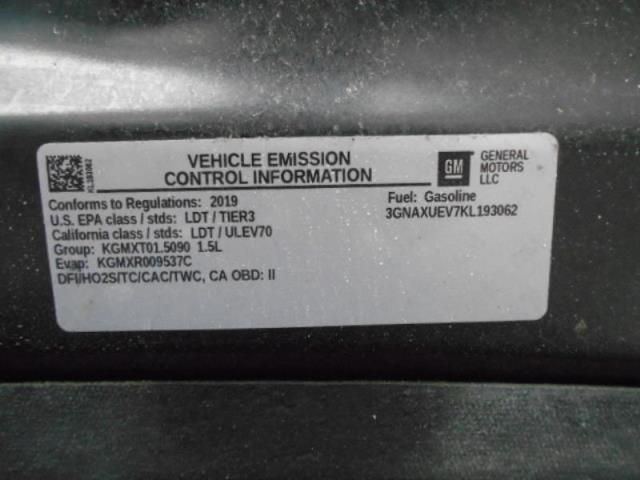 VEHICLE EMISSION
CONTROL INFORMATION
GM
GENERAL
MOTORS
LLC
KL193062
Conforms to Regulations: 2019
U.S. EPA class / stds: LDT / TIER3
California class / stds: LDT / ULEV70
Group: KGMXT01.5090 1.5L
Evap: KGMXR009537C
DFI/HO2S/TC/CAC/TWC, CA OBD: II
Fuel: Gasoline
3GNAXUEV7KL193062